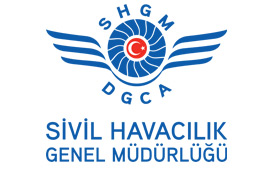 SHGM
DGCA
SİVİL HAVACILIK
GENEL MÜDÜRLÜĞÜ